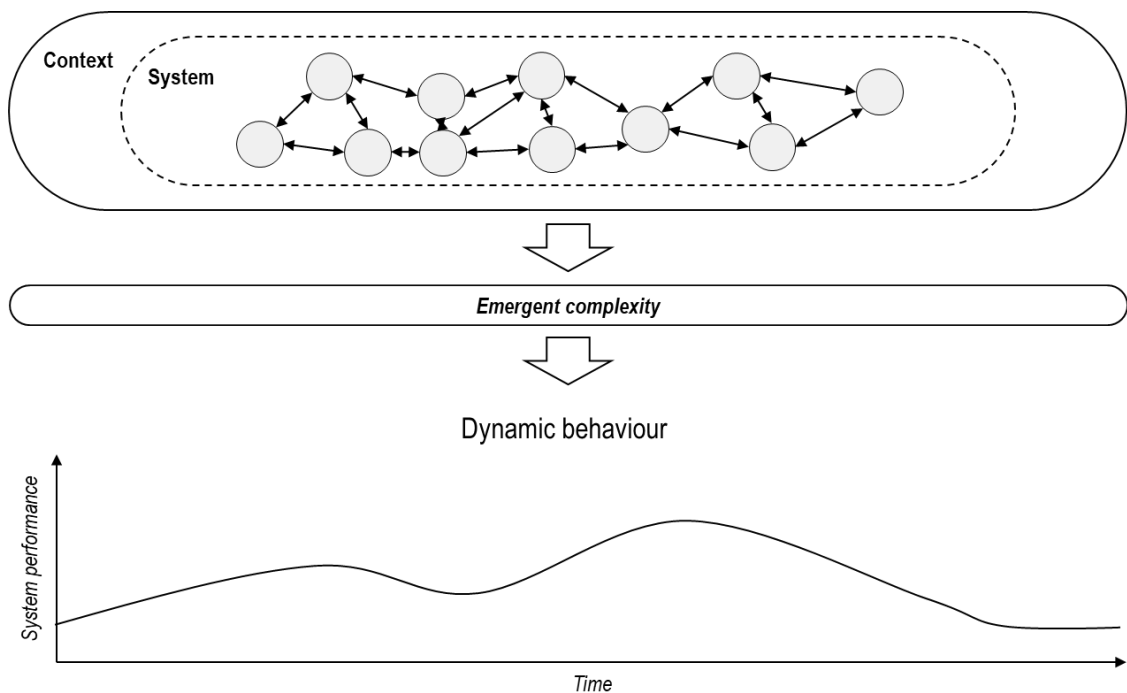 Context
System
Emergent complexity
Dynamic behaviour
System performance
Time